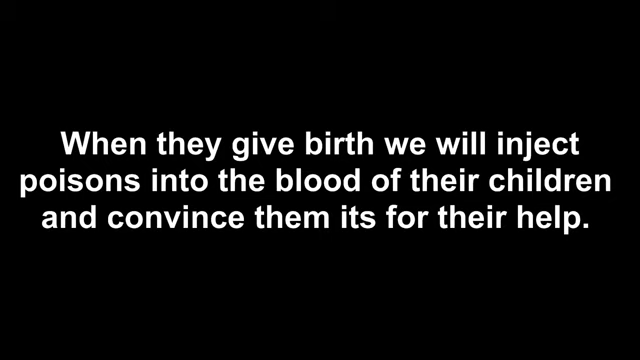 When they give birth we will inject
poisons into the blood of their children
and convince them its for their help.